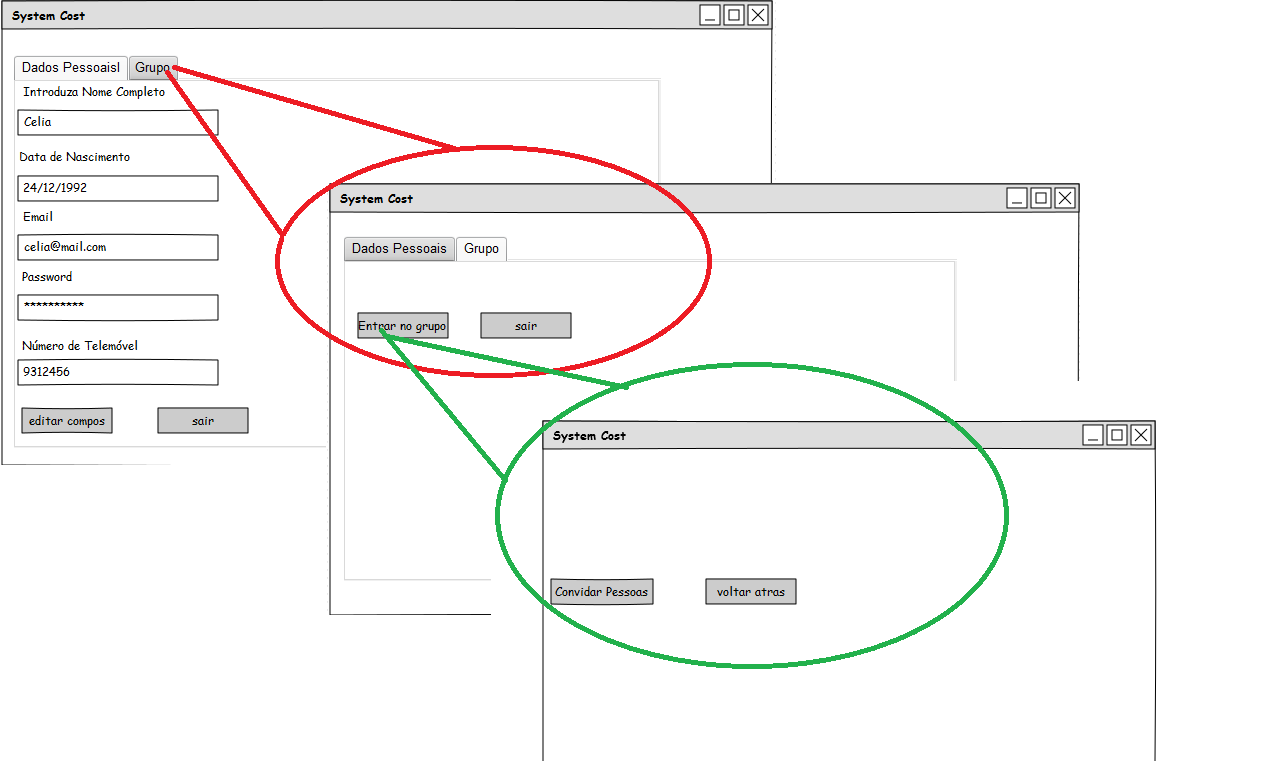 System Cost
Dados Pessoaisl Grupo
Introduza Nome Completo
Celia
Data de Nascimento
24/12/1992
Email
celia@mail.com
Password
**********
Número de Telemóvel
9312456
editar compos sair
System Cost
Dados Pessoais Grupo
Entrar no grupo sair
System Cost
Convidar Pessoas voltar atras